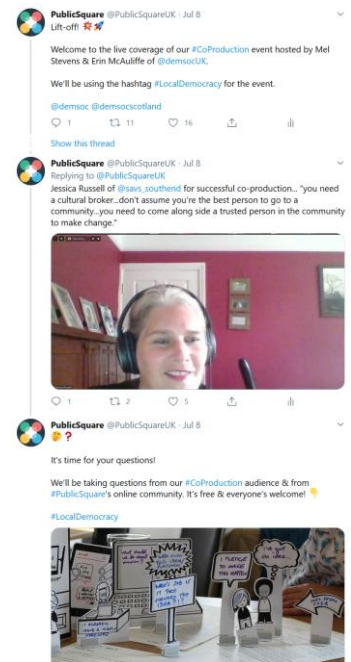 PublicSquare @PublicSquareUK · Jul 8
Lift-off! 💥🚀
Welcome to the live coverage of our #CoProduction event hosted by Mel
Stevens & Erin McAuliffe of @demsocUK.
We'll be using the hashtag #LocalDemocracy for the event.
@demsoc @demsocscotland
1 11 16
Show this thread
PublicSquare @PublicSquareUK · Jul 8
Replying to @PublicSquareUK
Jessica Russell of @savs_southend for successful co-production... "you need
a cultural broker...don't assume you're the best person to go to a
community...you need to come along side a trusted person in the community
to make change."
1 2 5
PublicSquare @PublicSquareUK · Jul 8
🤔❓
It's time for your questions!
We'll be taking questions from our #CoProduction audience & from
#PublicSquare's online community. It's free & everyone's welcome! 👇
#LocalDemocracy
I PLEDGE
TO MAKE
THIS HAPPEN